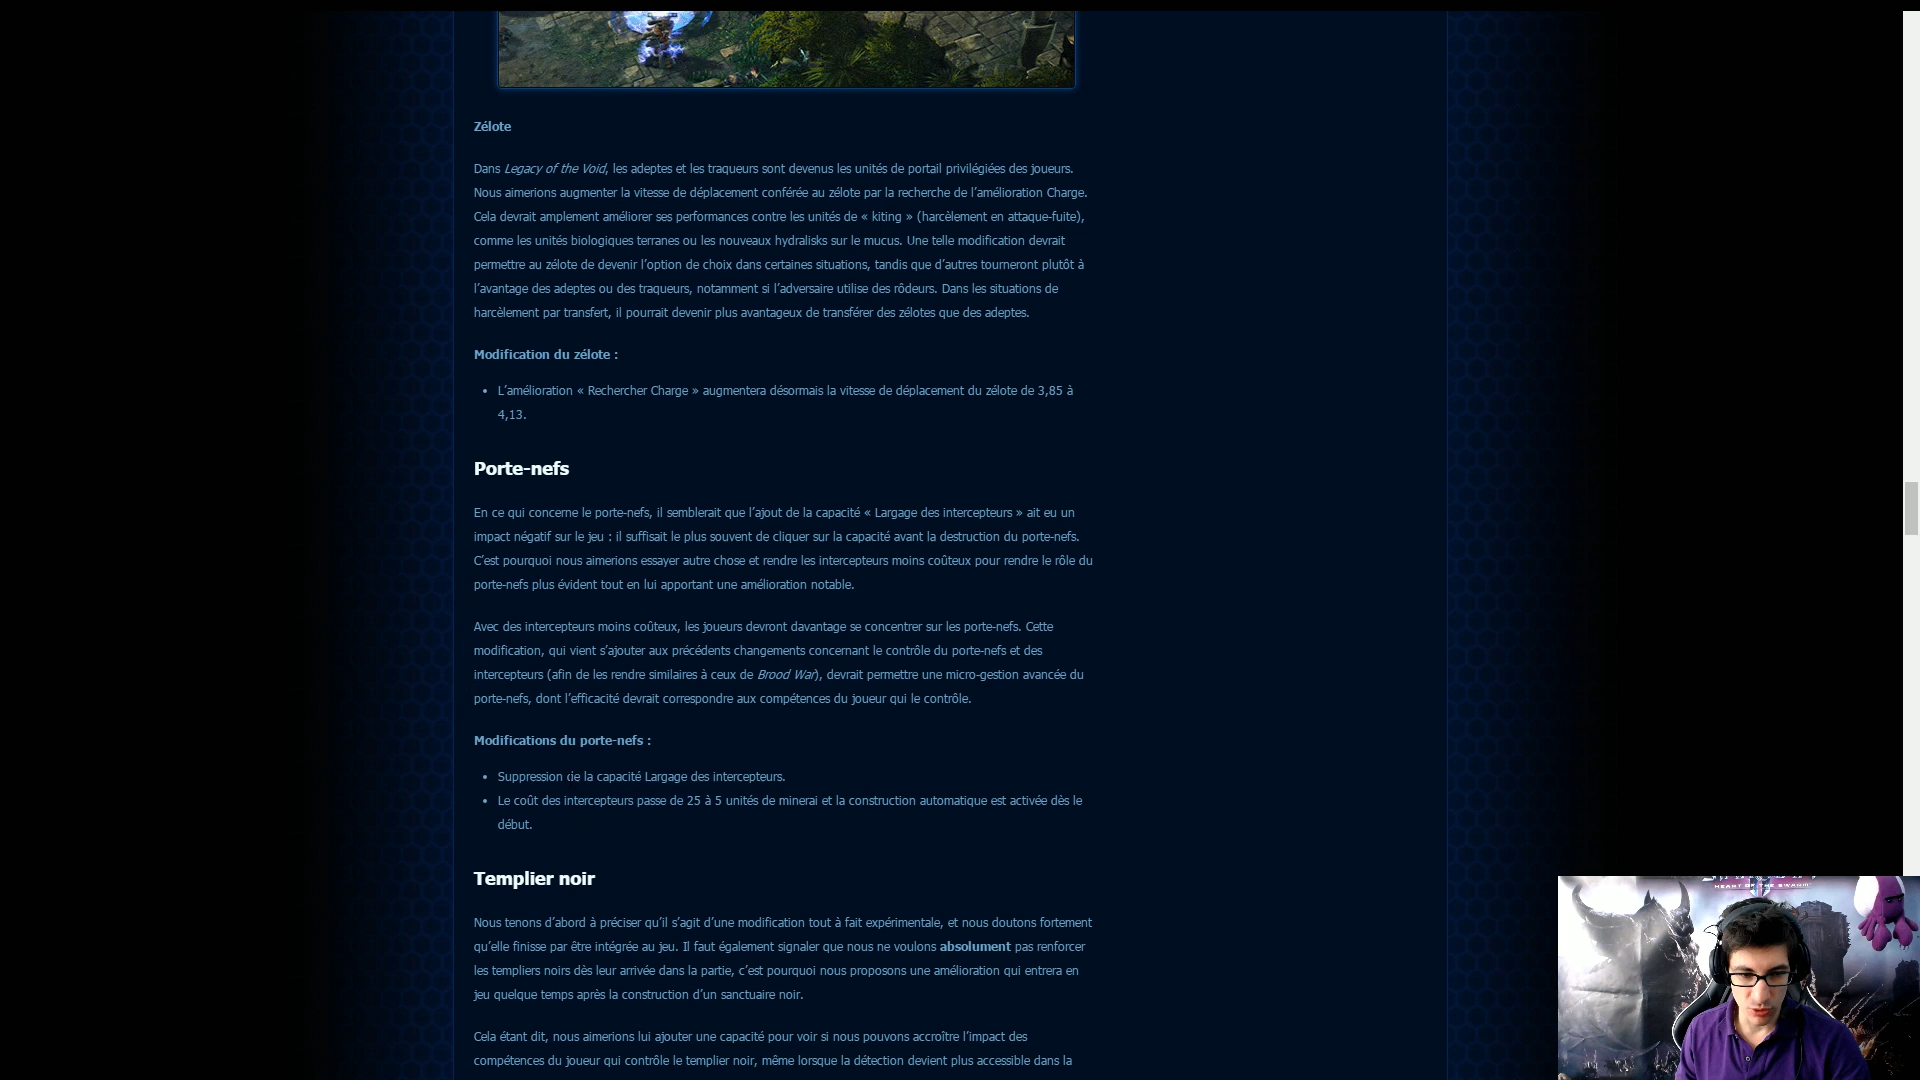 Zélote
Dans Legacy of the Void, les adeptes et les traqueurs sont devenus les unités de portail privilégiées des joueurs.
Nous aimerions augmenter la vitesse de déplacement conférée au zélote par la recherche de l’amélioration Charge.
Cela devrait amplement améliorer ses performances contre les unités de « kiting » (harcèlement en attaque-fuite),
comme les unités biologiques terranes ou les nouveaux hydralisks sur le mucus. Une telle modification devrait
permettre au zélote de devenir l’option de choix dans certaines situations, tandis que d’autres tourneront plutôt à
l’avantage des adeptes ou des traqueurs, notamment si l’adversaire utilise des rôdeurs. Dans les situations de
harcèlement par transfert, il pourrait devenir plus avantageux de transférer des zélotes que des adeptes.
Modification du zélote :
• L’amélioration « Rechercher Charge » augmentera désormais la vitesse de déplacement du zélote de 3,85 à
4,13.
Porte-nefs
En ce qui concerne le porte-nefs, il semblerait que l’ajout de la capacité « Largage des intercepteurs » ait eu un
impact négatif sur le jeu : il suffisait le plus souvent de cliquer sur la capacité avant la destruction du porte-nefs.
C’est pourquoi nous aimerions essayer autre chose et rendre les intercepteurs moins coûteux pour rendre le rôle du
porte-nefs plus évident tout en lui apportant une amélioration notable.
Avec des intercepteurs moins coûteux, les joueurs devront davantage se concentrer sur les porte-nefs. Cette
modification, qui vient s’ajouter aux précédents changements concernant le contrôle du porte-nefs et des
intercepteurs (afin de les rendre similaires à ceux de Brood War), devrait permettre une micro-gestion avancée du
porte-nefs, dont l’efficacité devrait correspondre aux compétences du joueur qui le contrôle.
Modifications du porte-nefs :
• Suppression de la capacité Largage des intercepteurs.
• Le coût des intercepteurs passe de 25 à 5 unités de minerai et la construction automatique est activée dès le
début.
Templier noir
Nous tenons d’abord à préciser qu’il s’agit d’une modification tout à fait expérimentale, et nous doutons fortement
qu’elle finisse par être intégrée au jeu. Il faut également signaler que nous ne voulons absolument pas renforcer
les templiers noirs dès leur arrivée dans la partie, c’est pourquoi nous proposons une amélioration qui entrera en
jeu quelque temps après la construction d’un sanctuaire noir.
Cela étant dit, nous aimerions lui ajouter une capacité pour voir si nous pouvons accroître l’impact des
compétences du joueur qui contrôle le templier noir, même lorsque la détection devient plus accessible dans la
HEART OF THE SWARM